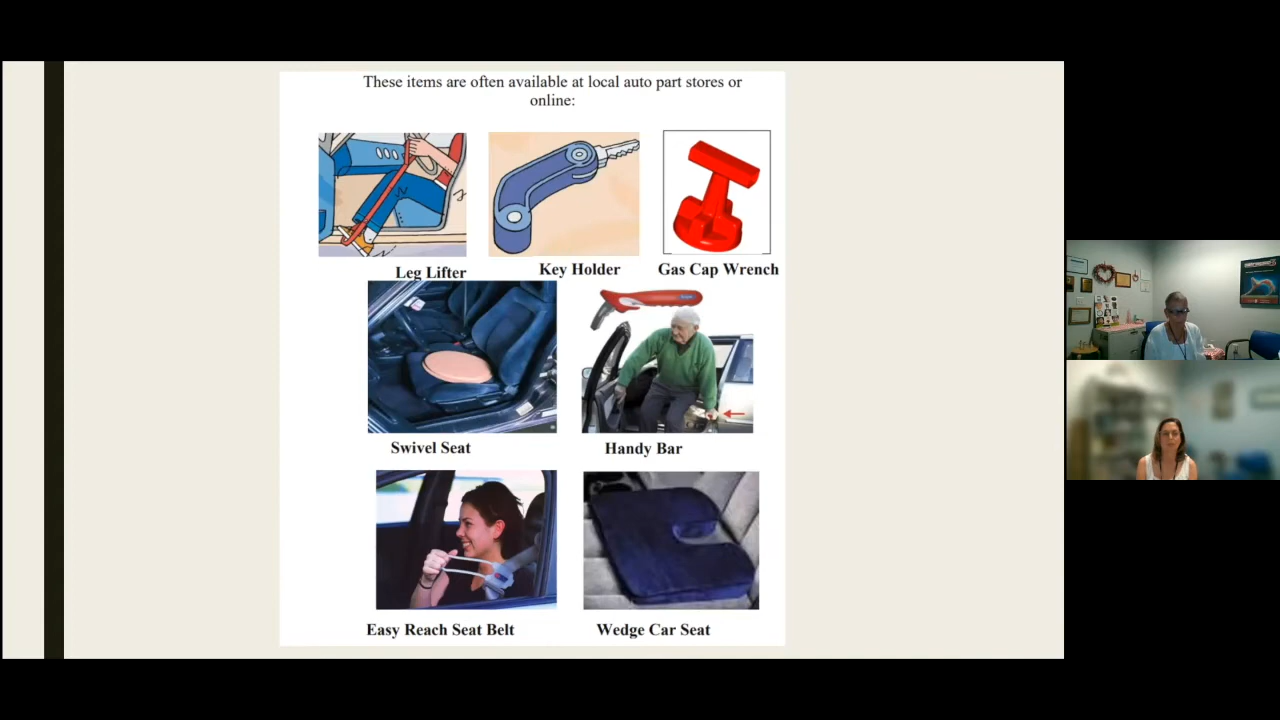 These items are often available at local auto part stores or
online:
Leg Lifter
Key Holder
Gas Cap Wrench
Swivel Seat
Handy Bar
Easy Reach Seat Belt
Wedge Car Seat